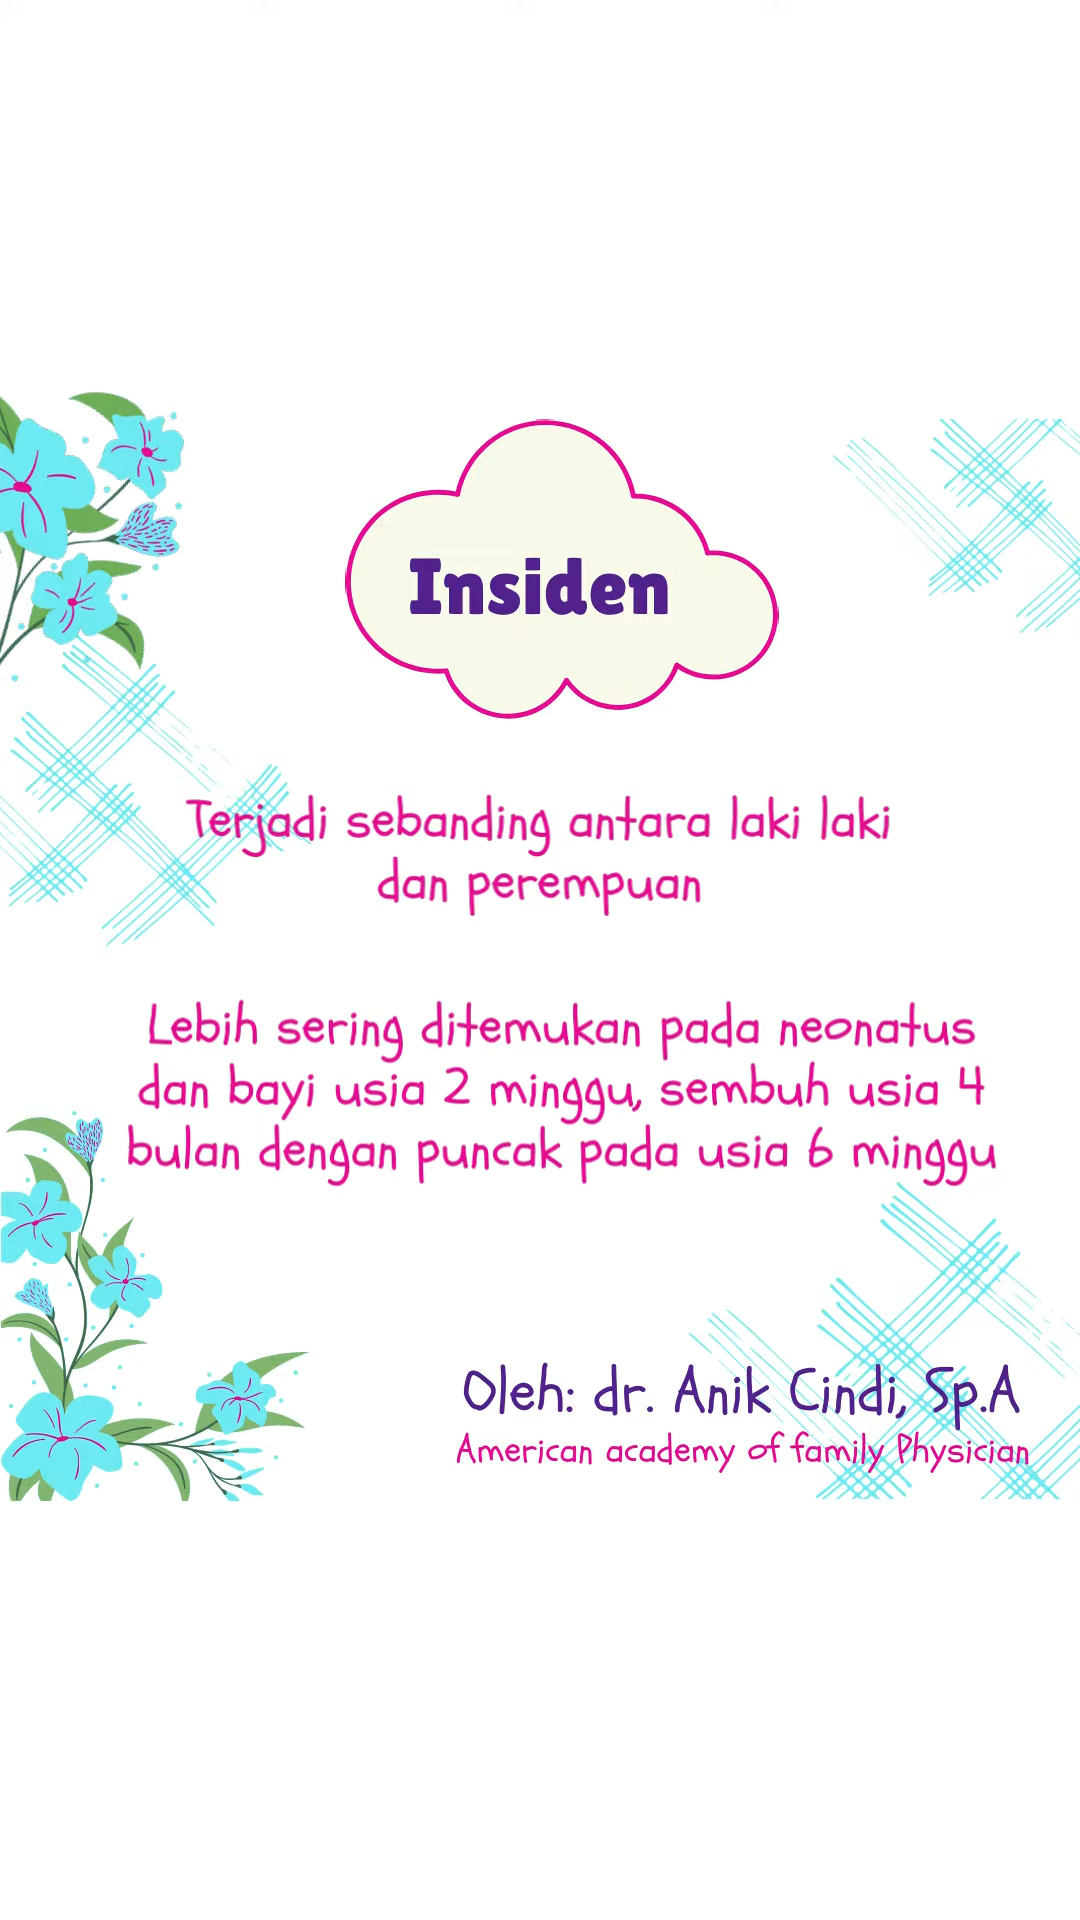 Insiden
Terjadi sebanding antara laki laki
dan perempuan
Lebih sering ditemukan pada neonatus
dan bayi usia 2 minggu, sembuh usia 4
bulan dengan puncak pada usia 6 minggu
Oleh: dr. Anik Cindi, Sp.A
American academy of family Physician